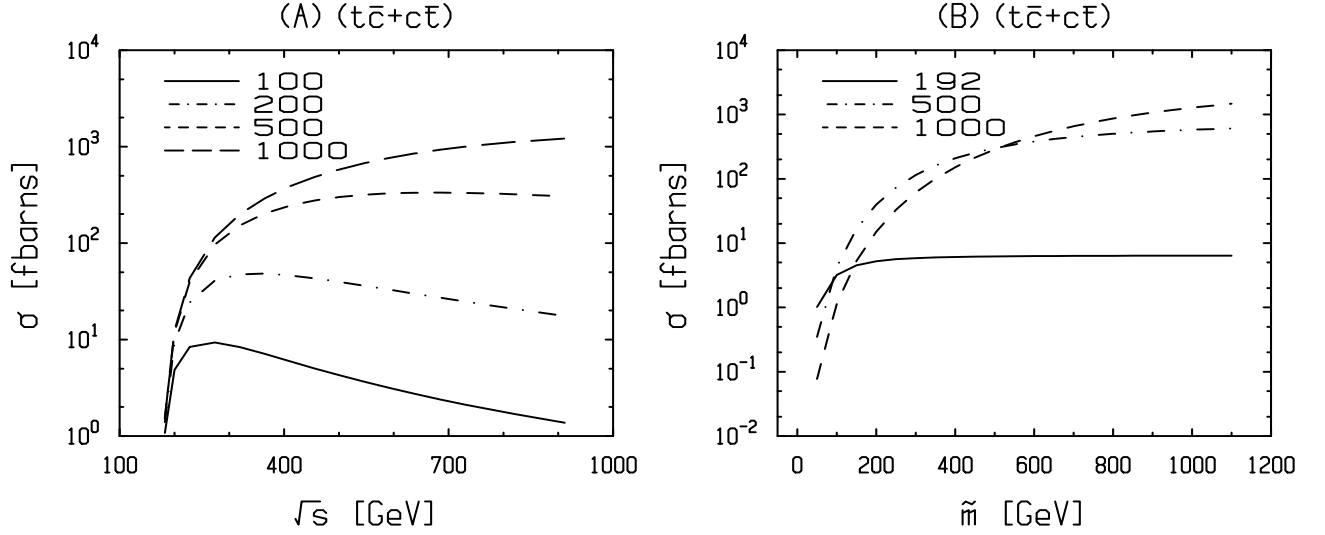 (A) (tc̄+ct̄)
10⁴
10³
10²
10¹
10⁰
100
200
500
1000
σ [fbarns]
100 400 700 1000
√s [GeV]
(B) (tc̄+ct̄)
10⁴
10³
10²
10¹
10⁰
10⁻¹
10⁻²
192
500
1000
σ [fbarns]
0 200 400 600 800 1000 1200
m̃ [GeV]